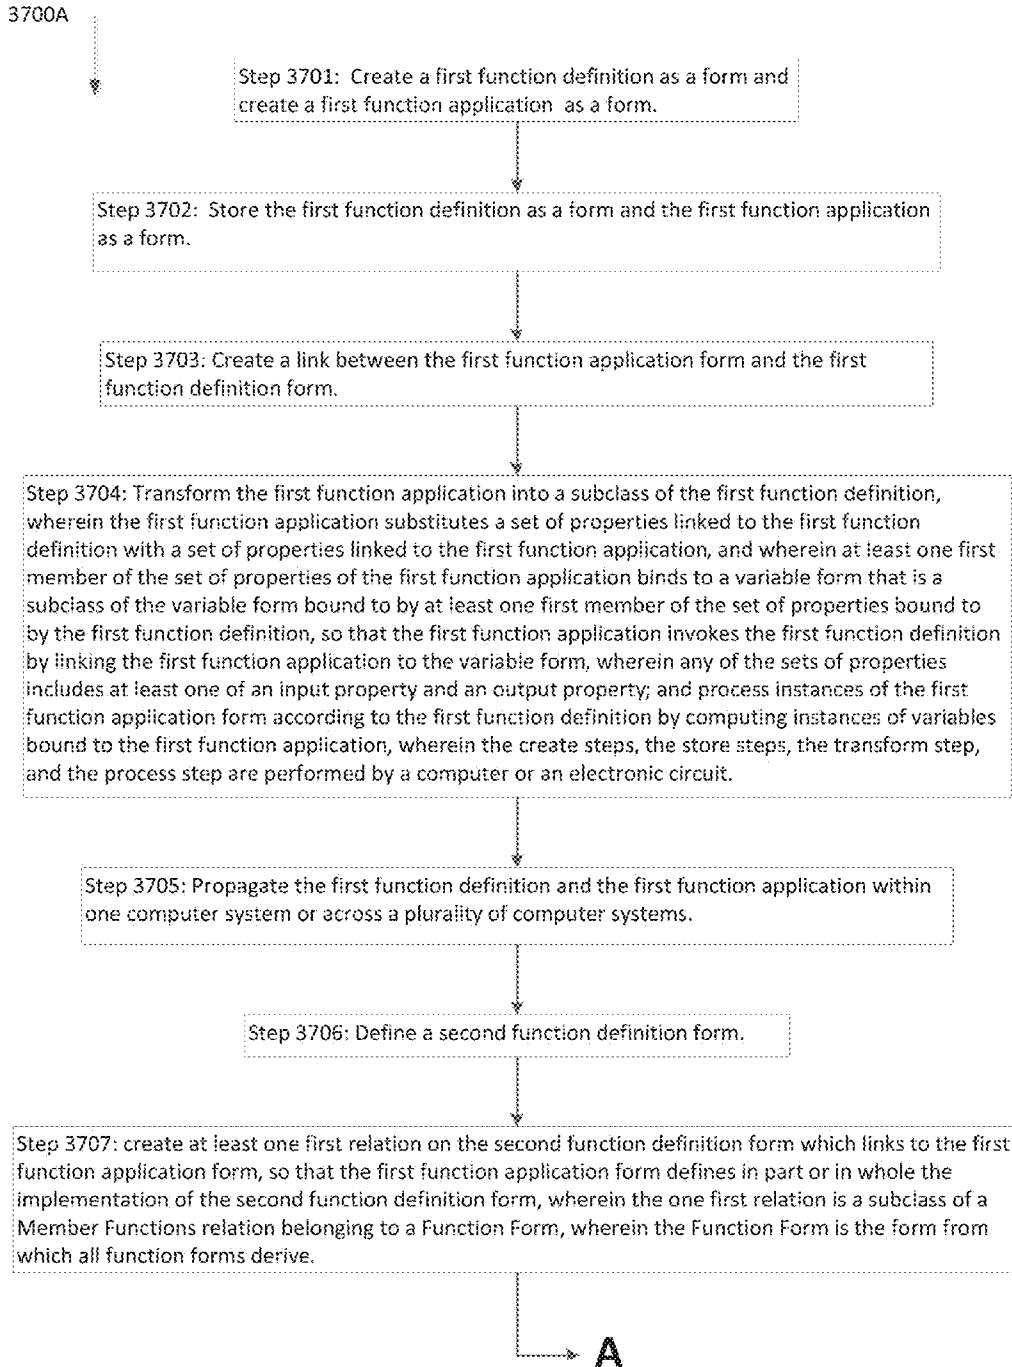 3700A
Step 3701: Create a first function definition as a form and
create a first function application as a form.
Step 3702: Store the first function definition as a form and the first function application
as a form.
Step 3703: Create a link between the first function application form and the first
function definition form.
Step 3704: Transform the first function application into a subclass of the first function definition,
wherein the first function application substitutes a set of properties linked to the first function
definition with a set of properties linked to the first function application, and wherein at least one first
member of the set of properties of the first function application binds to a variable form that is a
subclass of the variable form bound to by at least one first member of the set of properties bound to
by the first function definition, so that the first function application invokes the first function definition
by linking the first function application to the variable form, wherein any of the sets of properties
includes at least one of an input property and an output property; and process instances of the first
function application form according to the first function definition by computing instances of variables
bound to the first function application, wherein the create steps, the store steps, the transform step,
and the process step are performed by a computer or an electronic circuit.
Step 3705: Propagate the first function definition and the first function application within
one computer system or across a plurality of computer systems.
Step 3706: Define a second function definition form.
Step 3707: create at least one first relation on the second function definition form which links to the first
function application form, so that the first function application form defines in part or in whole the
implementation of the second function definition form, wherein the one first relation is a subclass of a
Member Functions relation belonging to a Function Form, wherein the Function Form is the form from
which all function forms derive.
A